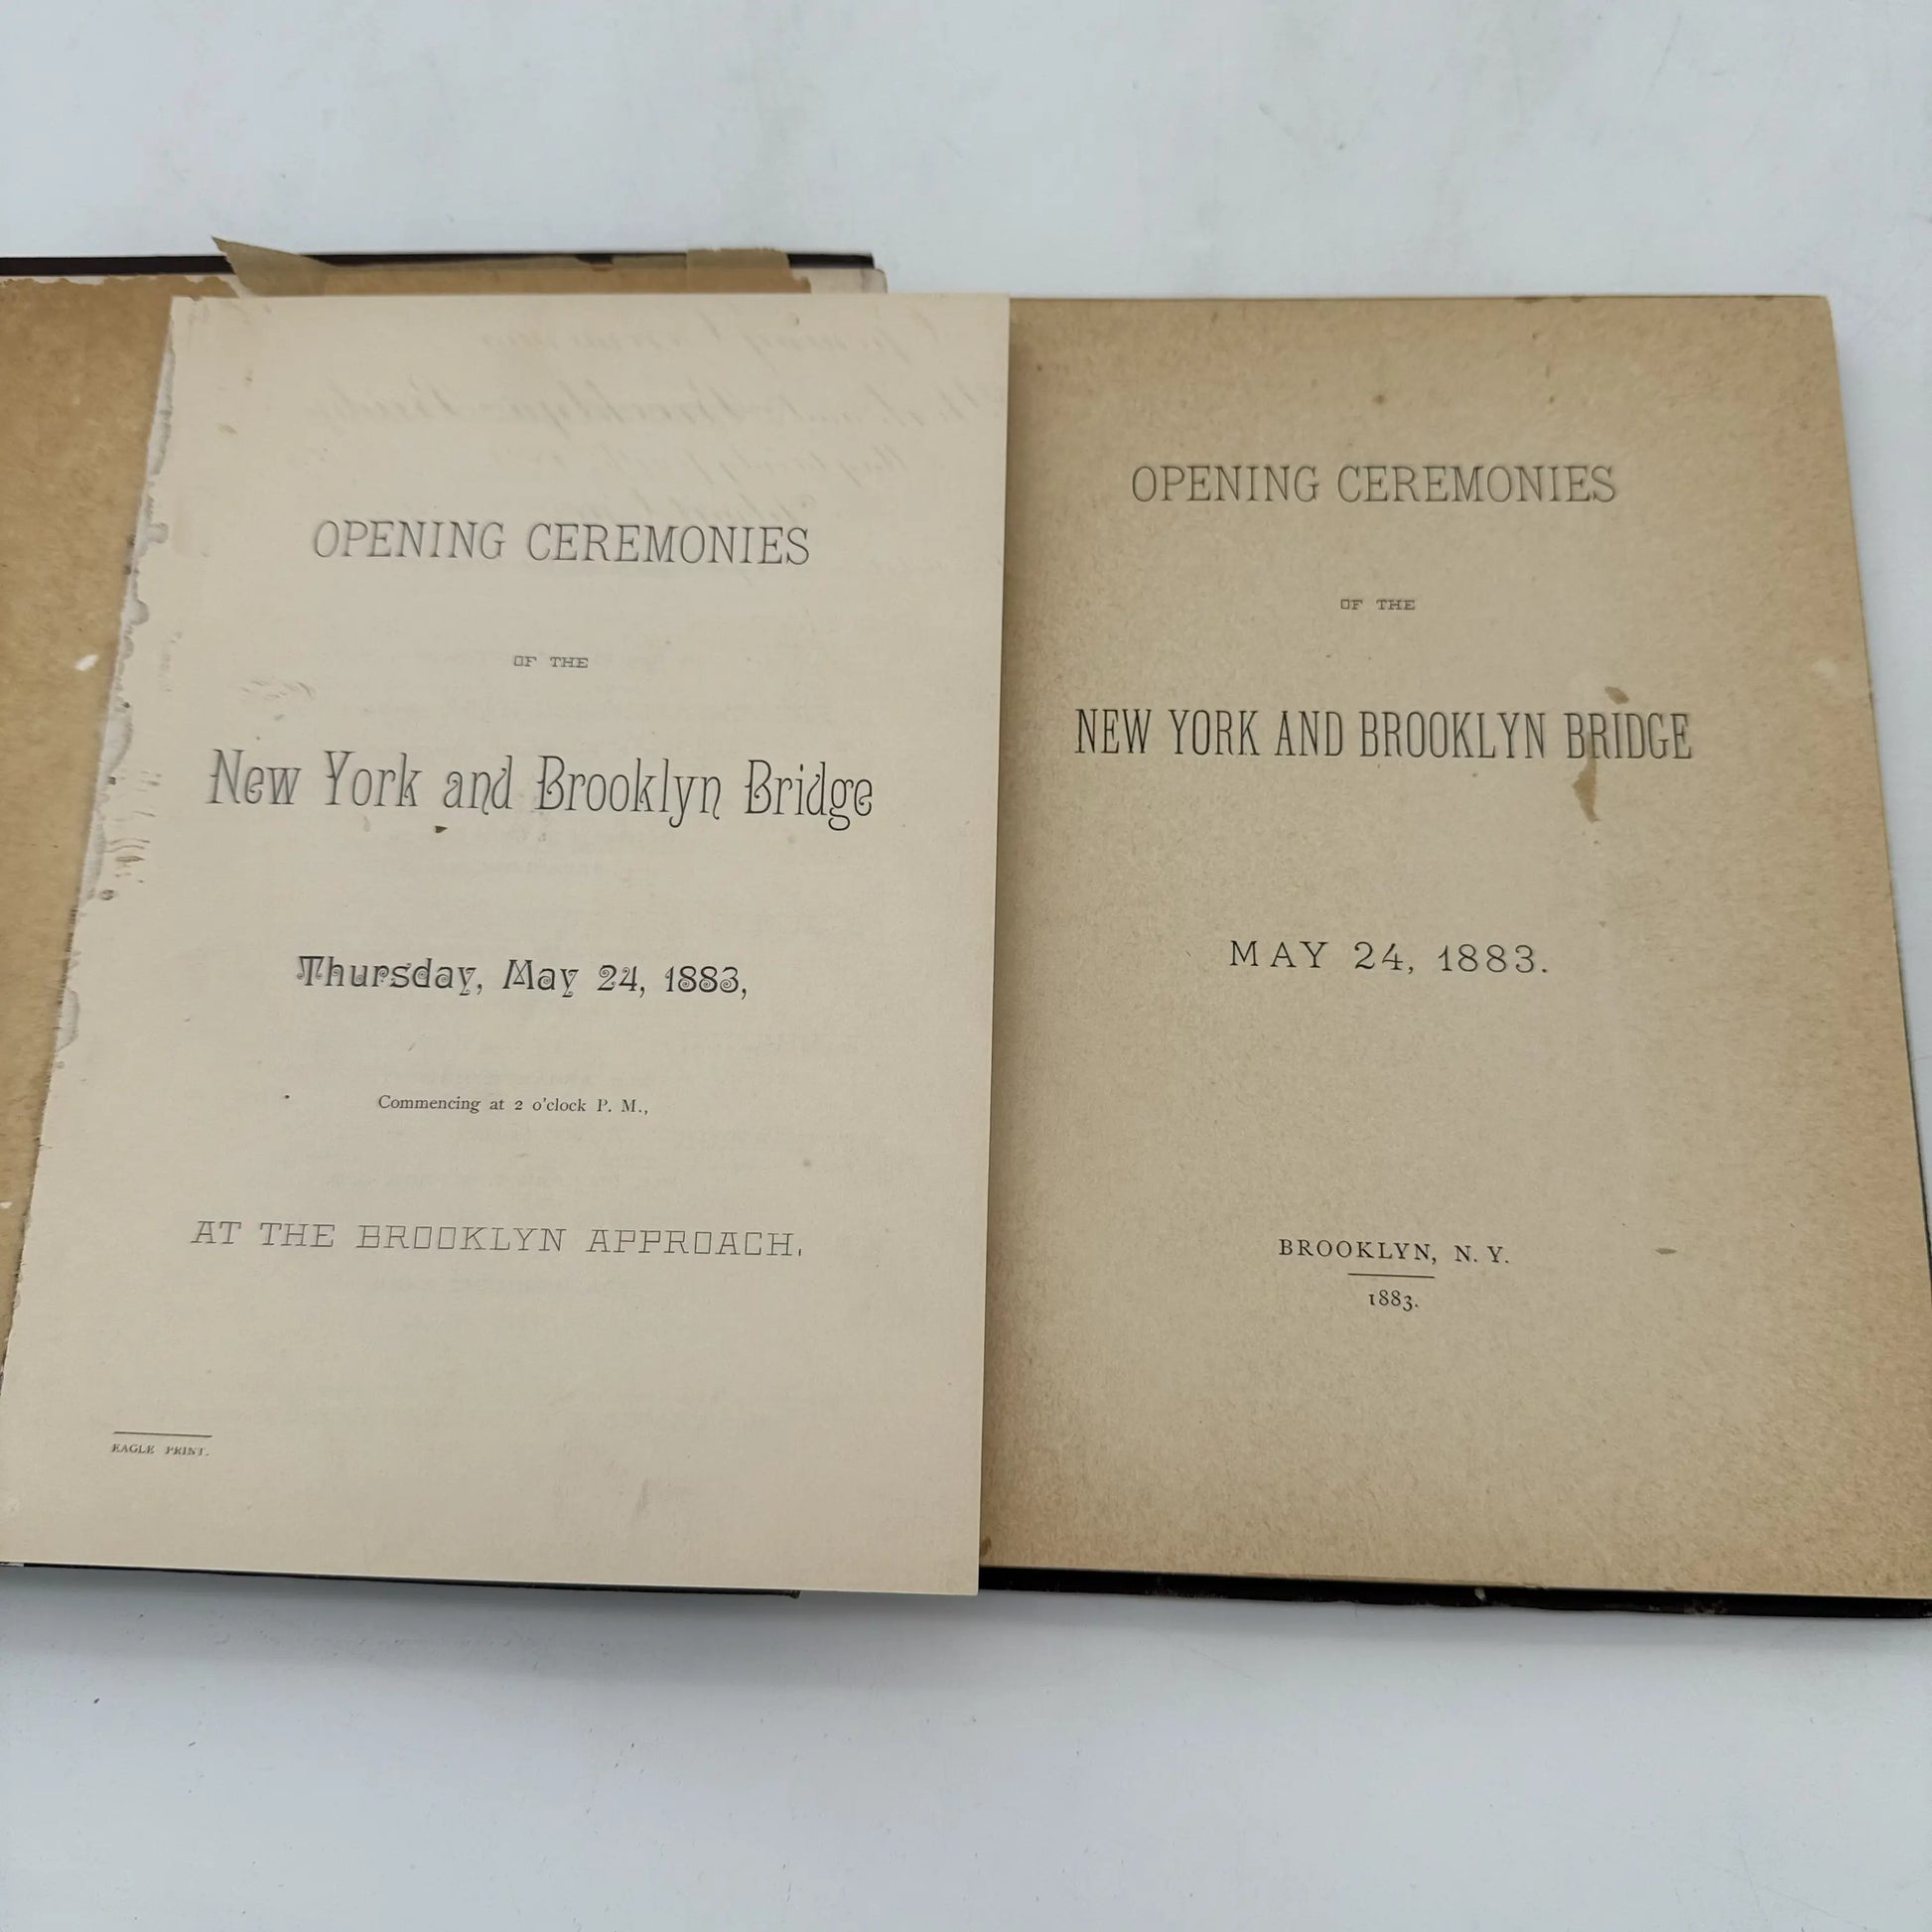 OPENING CEREMONIES
OF THE
New York and Brooklyn Bridge
Thursday, May 24, 1883,
Commencing at 2 o'clock P. M.,
AT THE BROOKLYN APPROACH.
EAGLE PRINT.
OPENING CEREMONIES
OF THE
NEW YORK AND BROOKLYN BRIDGE
MAY 24, 1883.
BROOKLYN, N. Y.
1883.